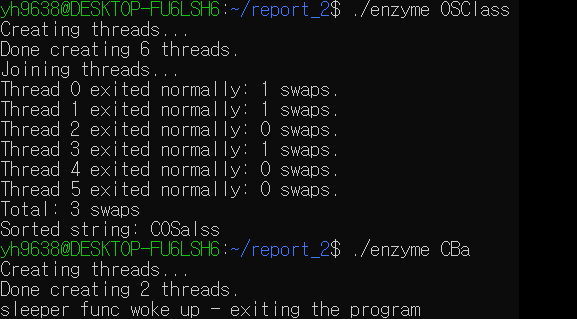 yh9638@DESKTOP-FU6LSH6:~/report_2$ ./enzyme OSClass
Creating threads...
Done creating 6 threads.
Joining threads...
Thread 0 exited normally: 1 swaps.
Thread 1 exited normally: 1 swaps.
Thread 2 exited normally: 0 swaps.
Thread 3 exited normally: 1 swaps.
Thread 4 exited normally: 0 swaps.
Thread 5 exited normally: 0 swaps.
Total: 3 swaps
Sorted string: COSalss
yh9638@DESKTOP-FU6LSH6:~/report_2$ ./enzyme CBa
Creating threads...
Done creating 2 threads.
sleeper func woke up - exiting the program